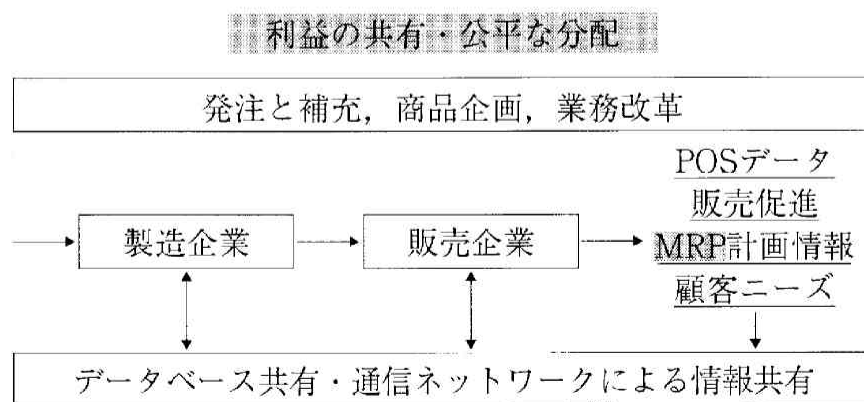 利益の共有・公平な分配
発注と補充，商品企画，業務改革
POSデータ
販売促進
MRP計画情報
顧客ニーズ
製造企業
販売企業
データベース共有・通信ネットワークによる情報共有